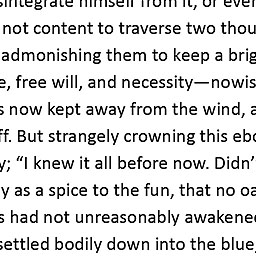 sintegrate himself from it, or ever
not content to traverse two thou
admonishing them to keep a brig
e, free will, and necessity—nowis
s now kept away from the wind, a
ff. But strangely crowning this ebo
y; “I knew it all before now. Didn’
y as a spice to the fun, that no oa
s had not unreasonably awakened
settled bodily down into the blue,